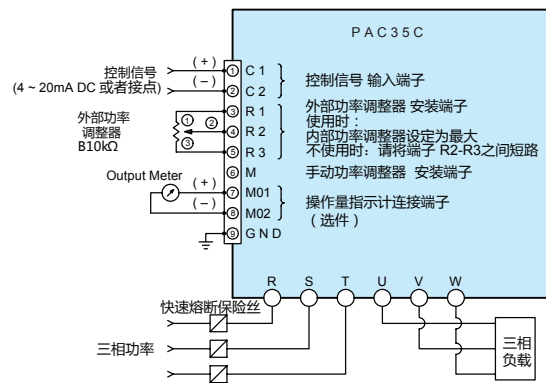 PAC35C
控制信号
(4 ~ 20mA DC 或者接点)
(+)
(−)
① C 1
② C 2
控制信号 输入端子
外部功率
调整器
B10kΩ
①
②
③
③ R 1
④ R 2
⑤ R 3
外部功率调整器 安装端子
使用时：
内部功率调整器设定为最大
不使用时：请将端子 R2-R3之间短路
⑥ M
手动功率调整器 安装端子
Output Meter
(+)
(−)
⑦ M01
⑧ M02
操作量指示计连接端子
（选件）
⑨ G N D
R S T U V W
快速熔断保险丝
三相功率
三相
负载